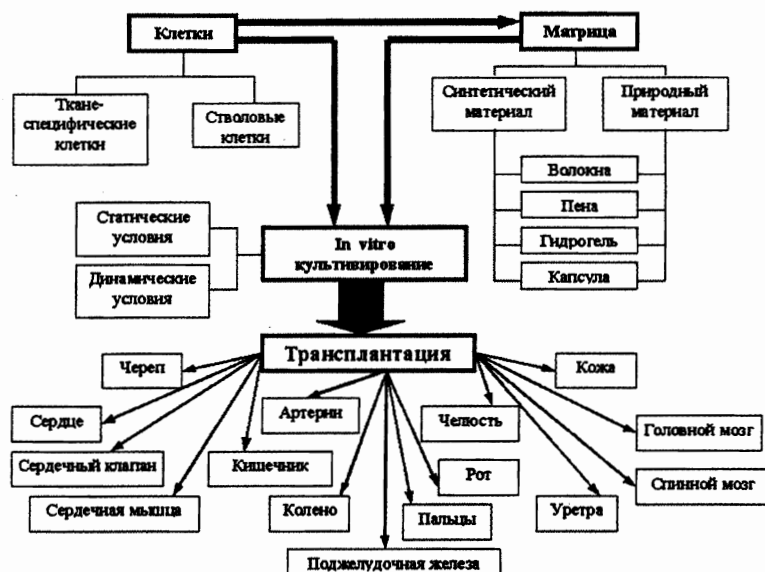 Клетки
Матрица
Ткане-
специфические
клетки
Стволовые
клетки
Синтетический
материал
Природный
материал
Волокна
Пена
Гидрогель
Капсула
Статические
условия
Динамические
условия
In vitro
культивирование
Трансплантация
Череп
Кожа
Сердце
Артерии
Челюсть
Головной мозг
Сердечный клапан
Кишечник
Рот
Спинной мозг
Сердечная мышца
Колено
Пальцы
Уретра
Поджелудочная железа